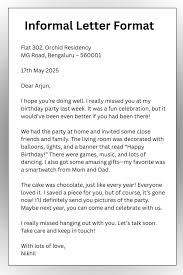 Informal Letter Format
Flat 302, Orchid Residency
MG Road, Bengaluru – 560001
17th May 2025
Dear Arjun,
I hope you're doing well. I really missed you at my
birthday party last week. It was a fun celebration, but it
would've been even better if you had been there!
We had the party at home and invited some close
friends and family. The living room was decorated with
balloons, lights, and a banner that read "Happy
Birthday!" There were games, music, and lots of
dancing. I also got some amazing gifts–my favorite was
a smartwatch from Mom and Dad.
The cake was chocolate, just like every year! Everyone
loved it. I saved a piece for you, but of course, it's gone
now! I'll definitely send you pictures of the party.
Maybe next year, you can come and celebrate with us.
I really missed hanging out with you. Let's talk soon.
Take care and keep in touch!
With lots of love,
Nikhil